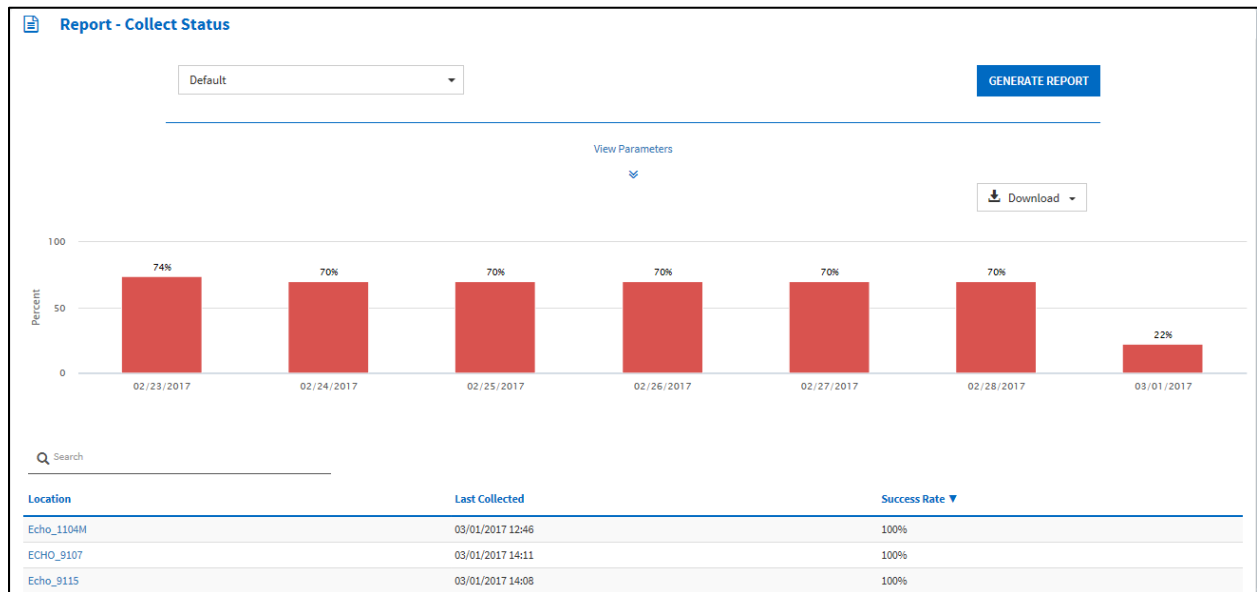 Report - Collect Status
Default
GENERATE REPORT
View Parameters
Download
100
74%
70%
70%
70%
70%
70%
Percent
50
22%
0
02/23/2017
02/24/2017
02/25/2017
02/26/2017
02/27/2017
02/28/2017
03/01/2017
Search
Location Last Collected Success Rate ▼
Echo_1104M 03/01/2017 12:46 100%
ECHO_9107 03/01/2017 14:11 100%
Echo_9115 03/01/2017 14:08 100%